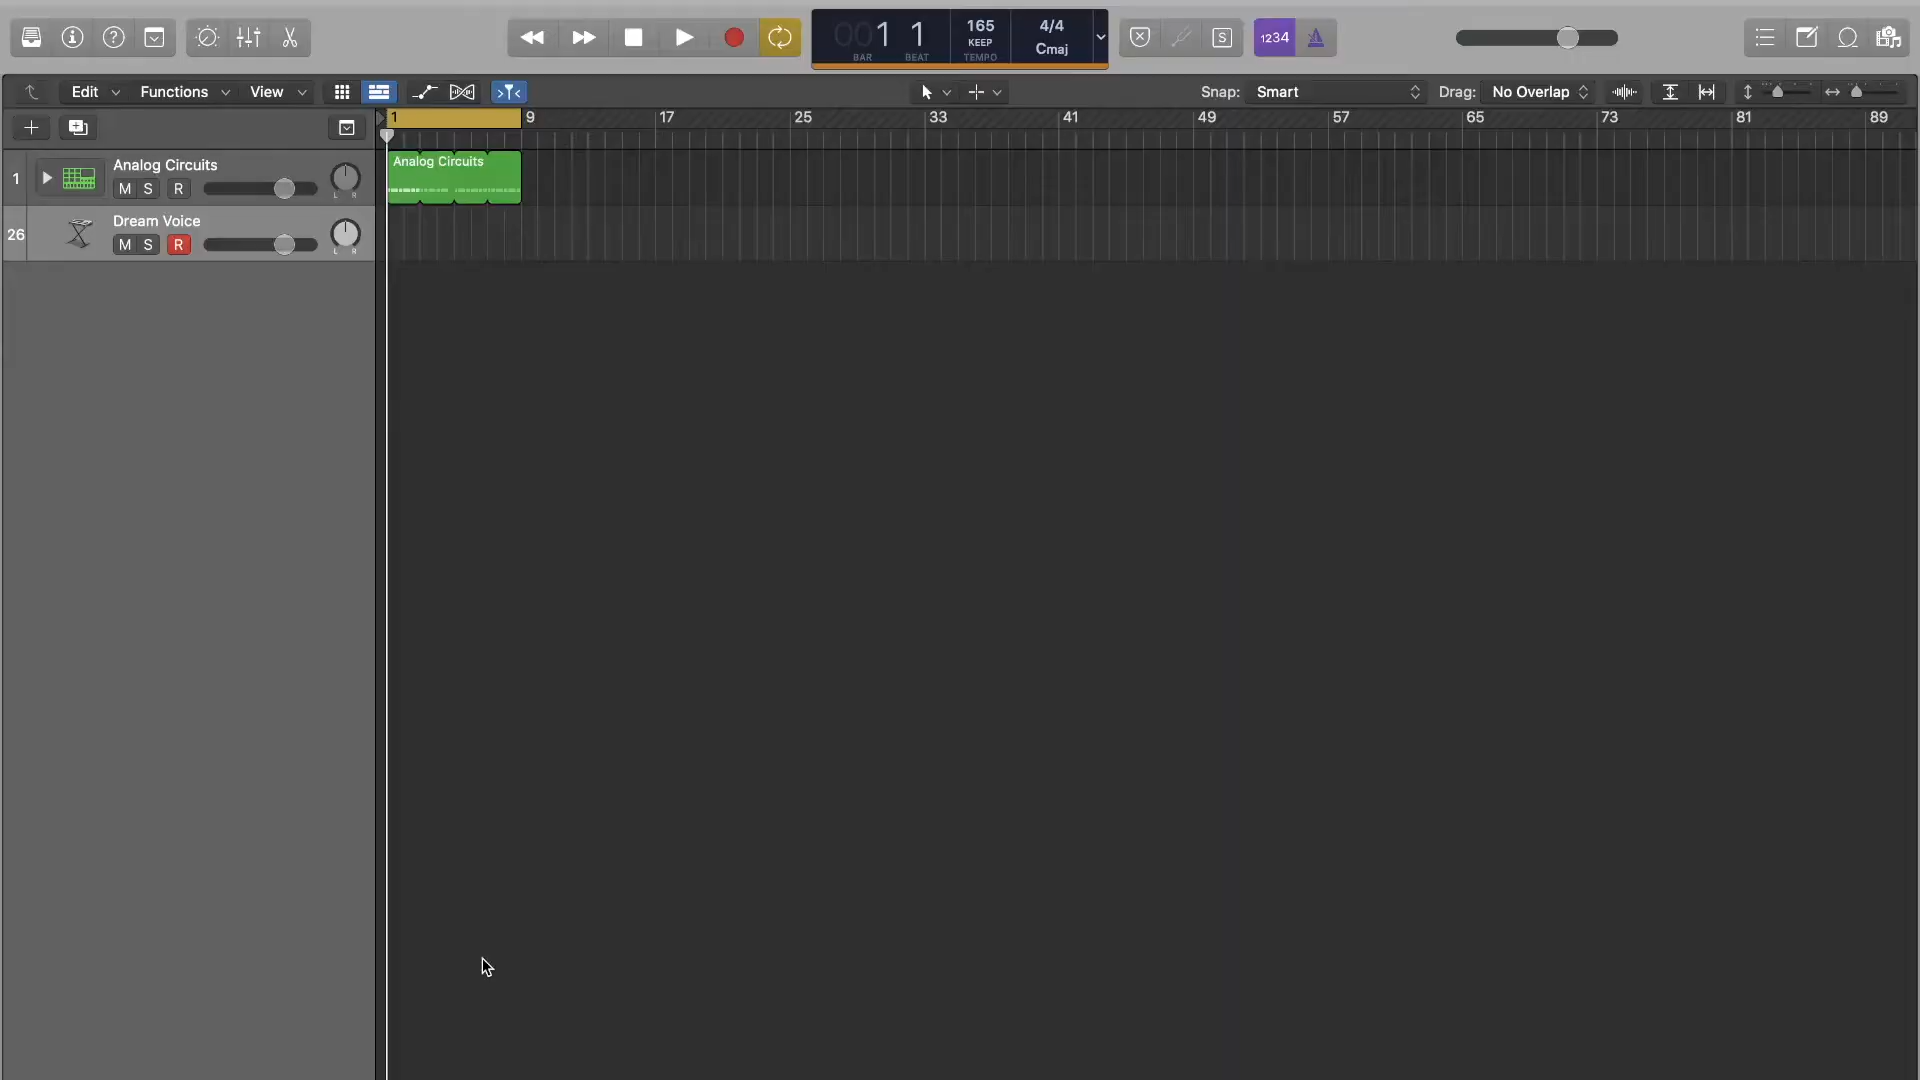 001 1 165 4/4
KEEP Cmaj
BAR BEAT TEMPO
S 1234
Edit Functions View Snap: Smart Drag: No Overlap
1 9 17 25 33 41 49 57 65 73 81 89
1 Analog Circuits
M S R L R
Analog Circuits
26 Dream Voice
M S R L R